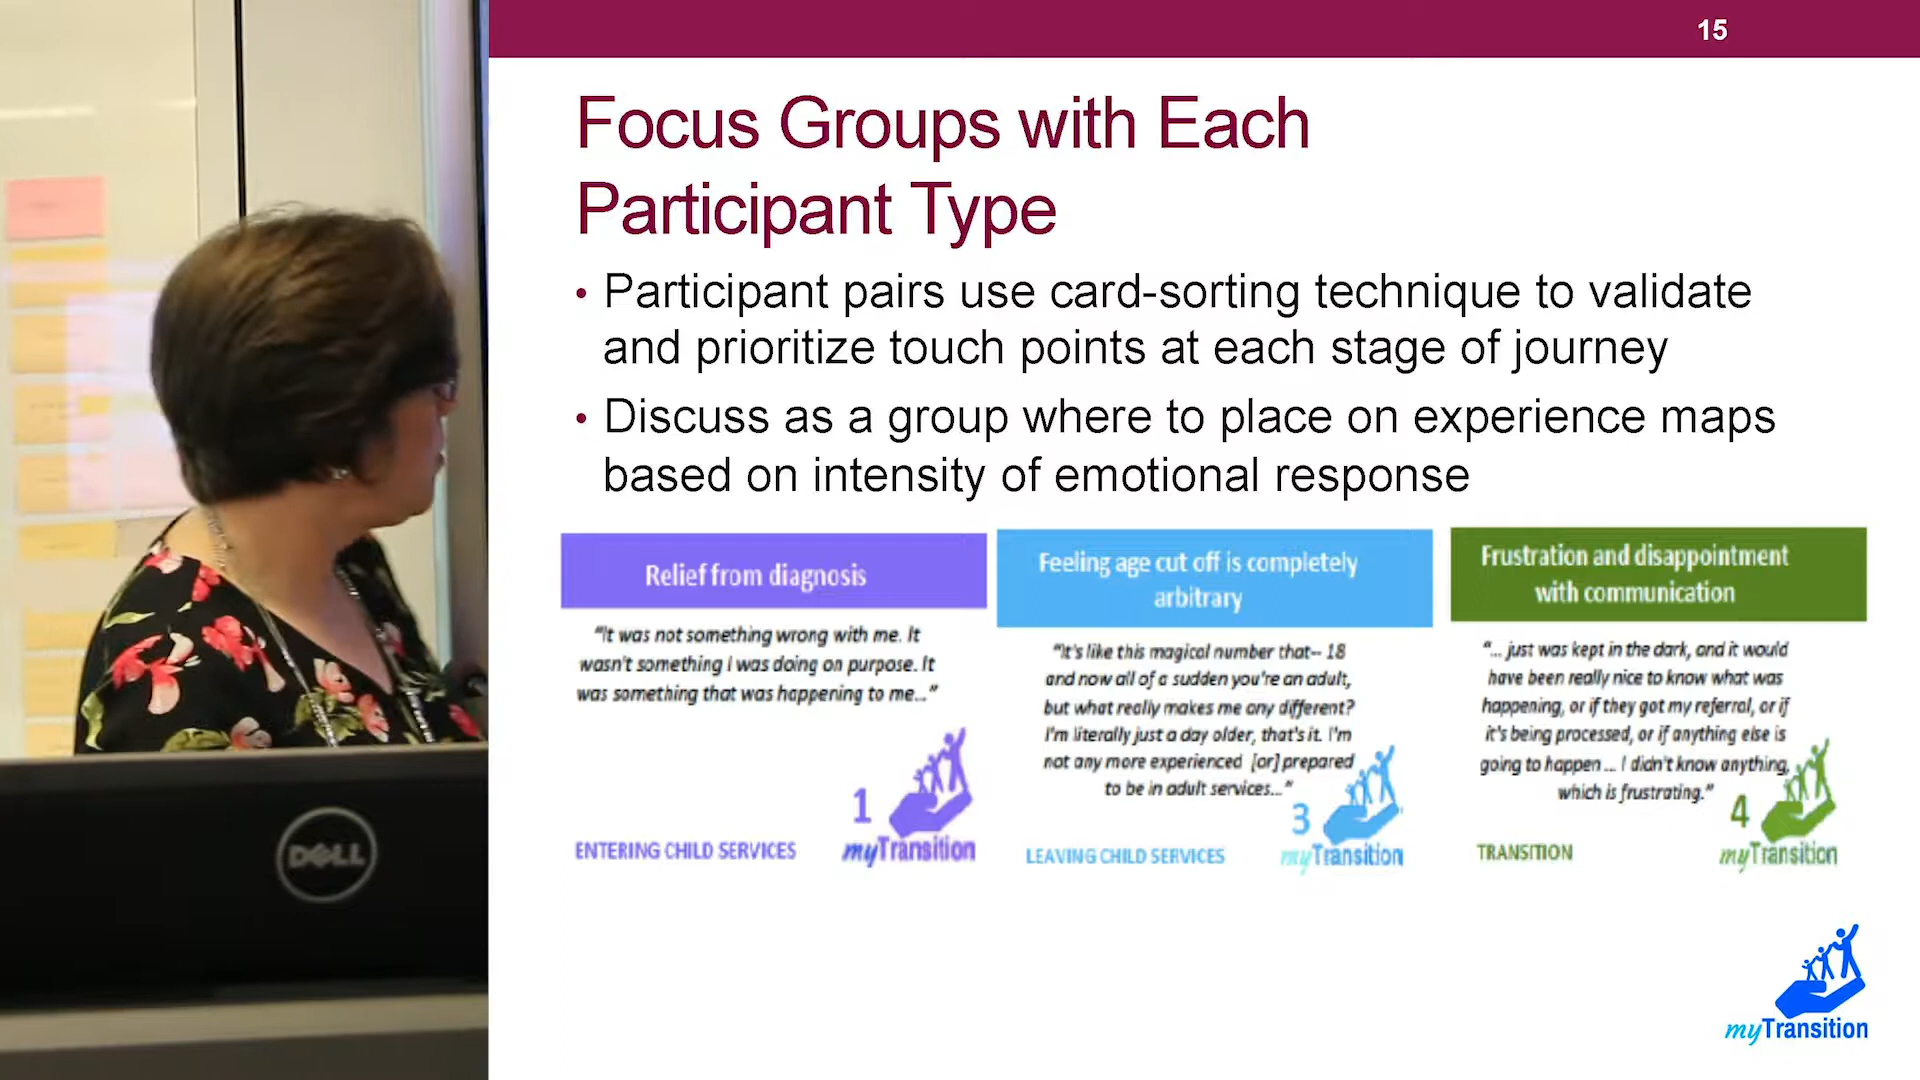 15
Focus Groups with Each
Participant Type
• Participant pairs use card-sorting technique to validate
and prioritize touch points at each stage of journey
• Discuss as a group where to place on experience maps
based on intensity of emotional response
Relief from diagnosis
"It was not something wrong with me. It
wasn't something I was doing on purpose. It
was something that was happening to me..."
1
ENTERING CHILD SERVICES
myTransition
Feeling age cut off is completely
arbitrary
"It's like this magical number that-- 18
and now all of a sudden you're an adult,
but what really makes me any different?
I'm literally just a day older, that's it. I'm
not any more experienced [or] prepared
to be in adult services..."
3
LEAVING CHILD SERVICES
myTransition
Frustration and disappointment
with communication
"... just was kept in the dark, and it would
have been really nice to know what was
happening, or if they got my referral, or if
it's being processed, or if anything else is
going to happen ... I didn't know anything,
which is frustrating."
4
TRANSITION
myTransition
myTransition
DELL